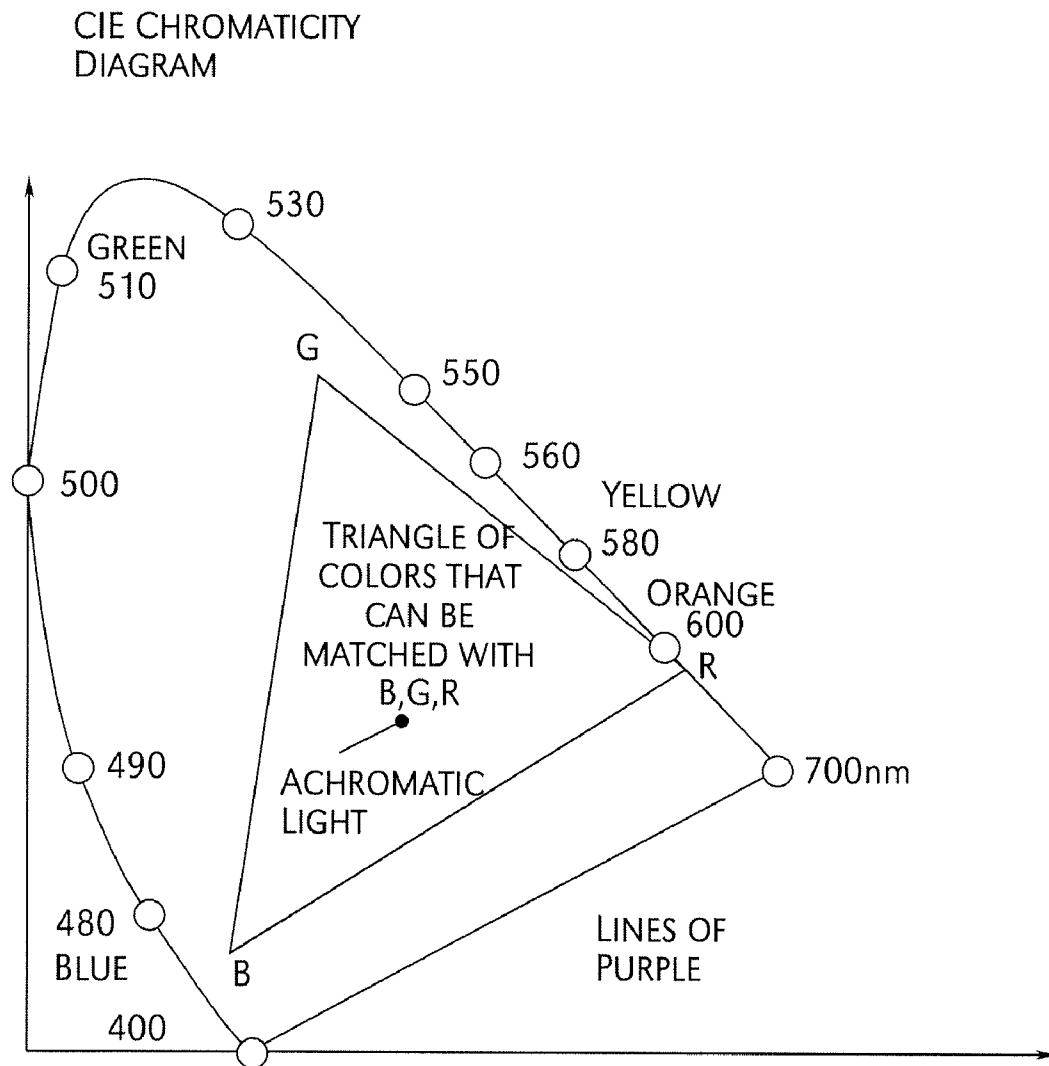 CIE CHROMATICITY
DIAGRAM
530
GREEN
510
G
550
560
500
YELLOW
580
TRIANGLE OF
COLORS THAT
CAN BE
MATCHED WITH
B,G,R
ORANGE
600
R
490
700nm
ACHROMATIC
LIGHT
480
BLUE
B
LINES OF
PURPLE
400